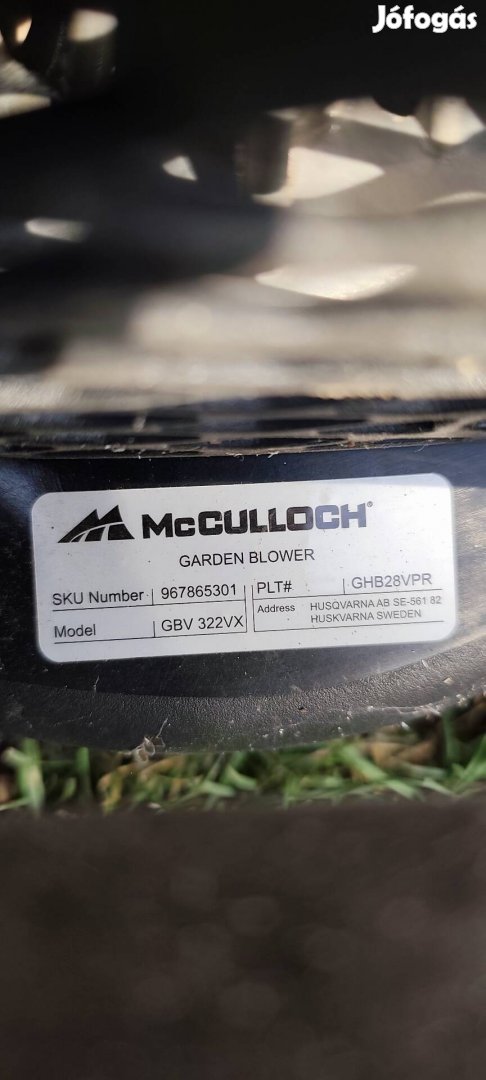 Jófogás
McCULLOCH®
GARDEN BLOWER
SKU Number 967865301 PLT# GHB28VPR
Model GBV 322VX Address HUSQVARNA AB SE-561 82
HUSKVARNA SWEDEN